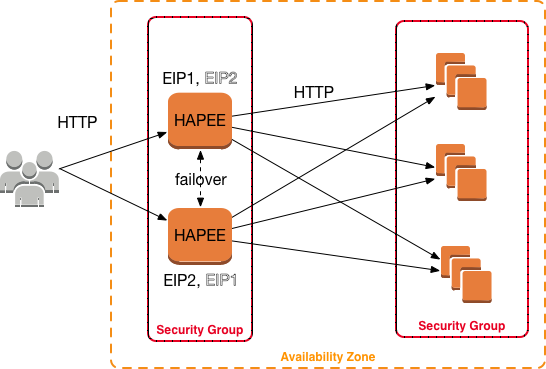 EIP1, EIP2
HTTP
HTTP
HAPEE
failover
HAPEE
EIP2, EIP1
Security Group
Security Group
Availability Zone